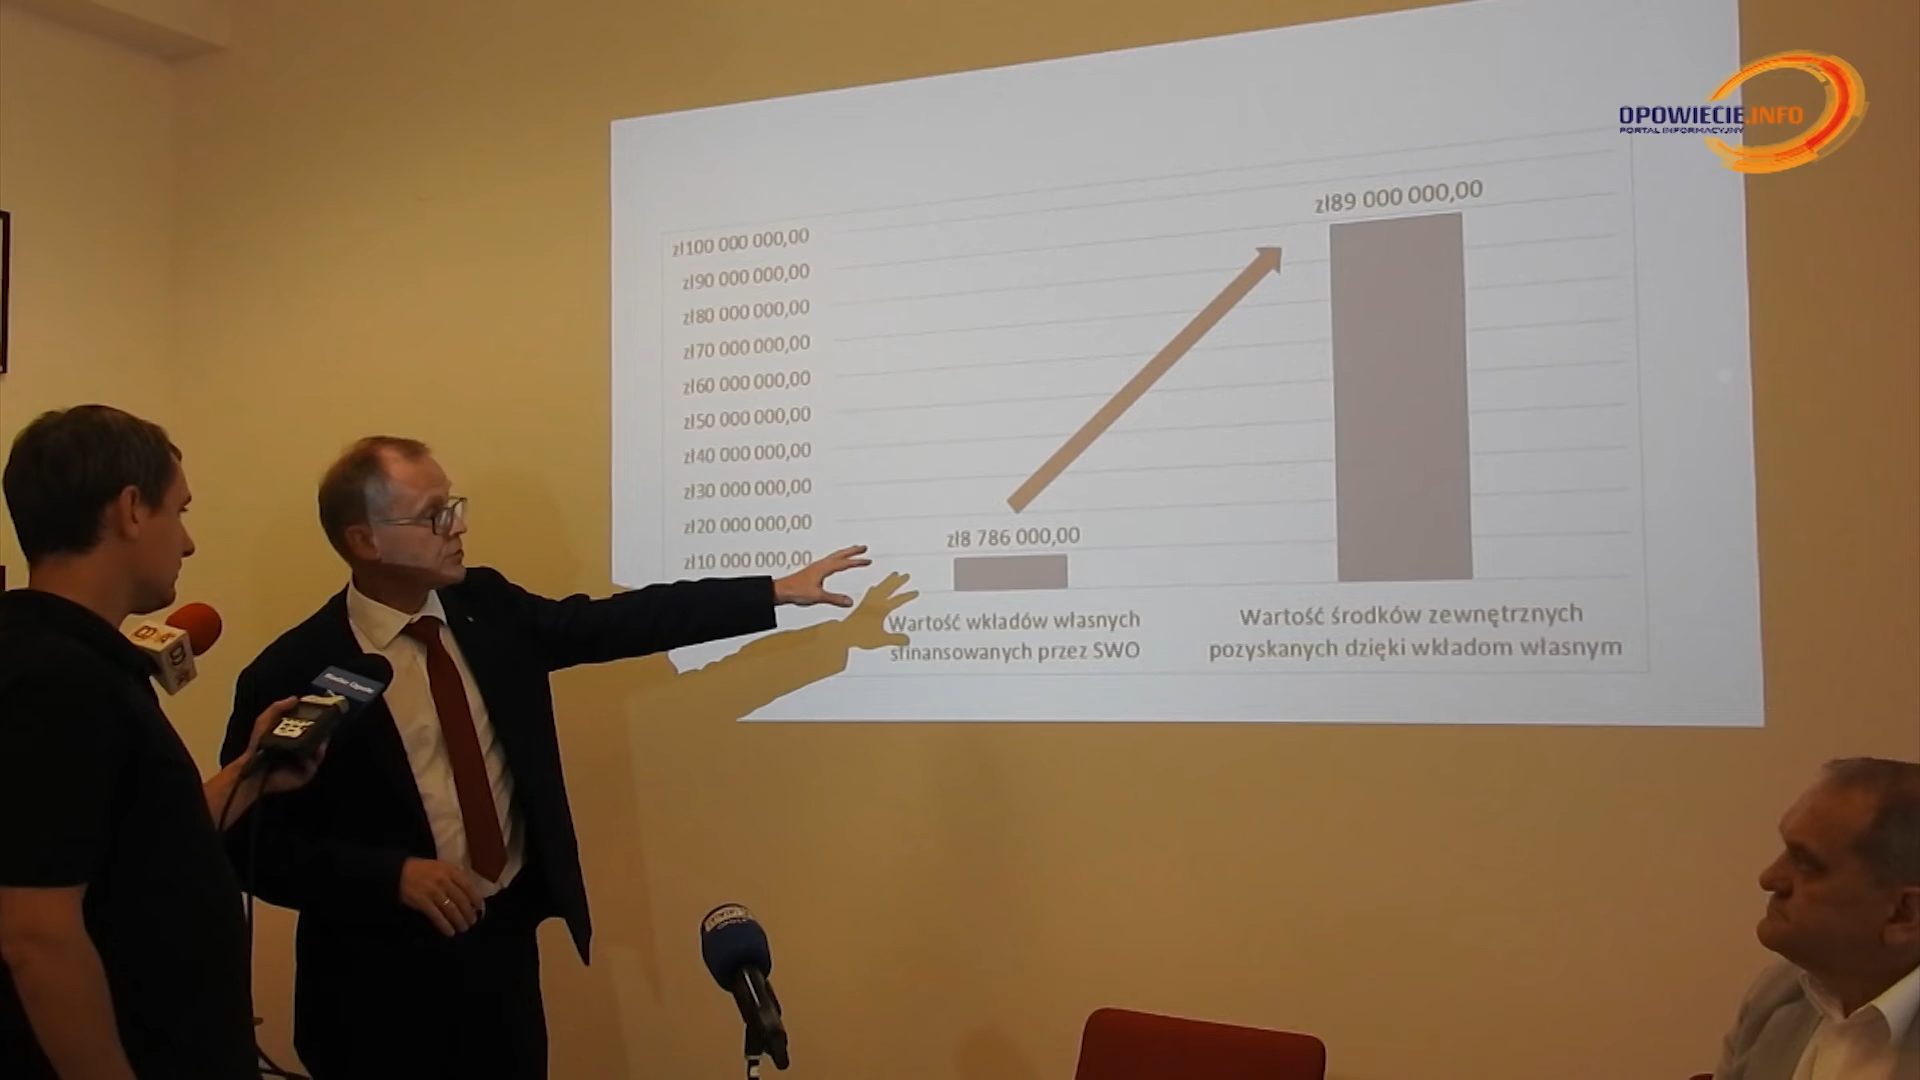 OPOWIECIE.INFO
PORTAL INFORMACYJNY
zł89 000 000,00
zł100 000 000,00
zł90 000 000,00
zł80 000 000,00
zł70 000 000,00
zł60 000 000,00
zł50 000 000,00
zł40 000 000,00
zł30 000 000,00
zł20 000 000,00
zł10 000 000,00
zł8 786 000,00
Wartość wkładów własnych
sfinansowanych przez SWO
Wartość środków zewnętrznych
pozyskanych dzięki wkładom własnym
Radio Opole